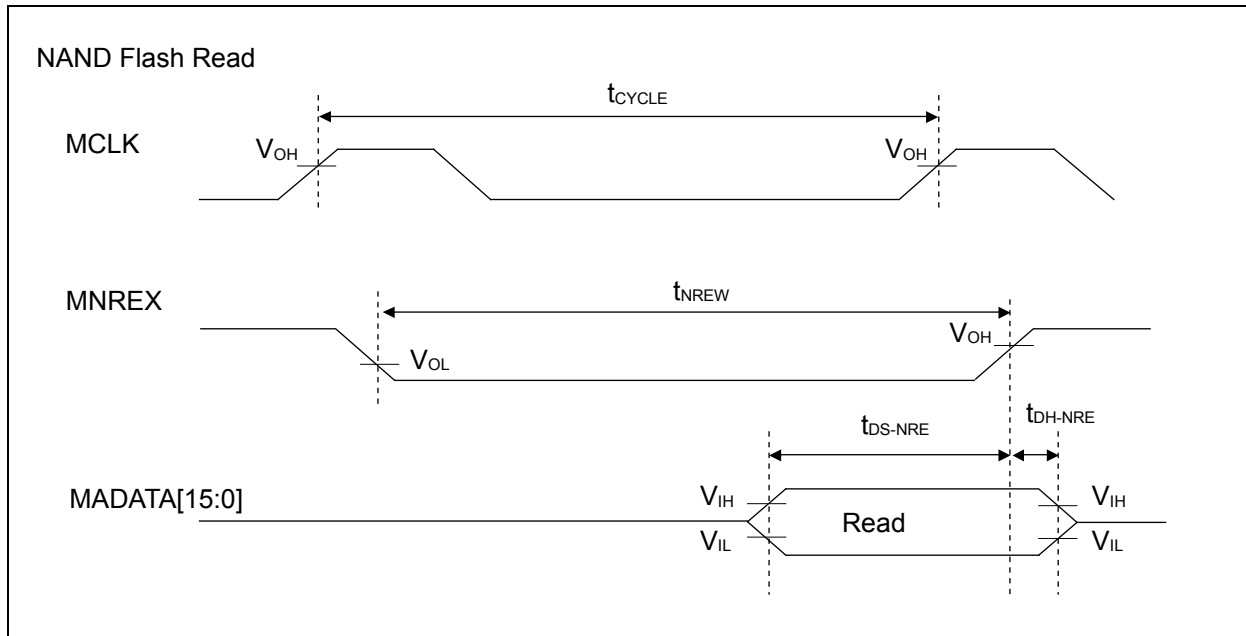 NAND Flash Read
tCYCLE
MCLK
VOH
VOH
tNREW
MNREX
VOH
VOL
tDS-NRE
tDH-NRE
MADATA[15:0]
VIH
Read
VIH
VIL
VIL